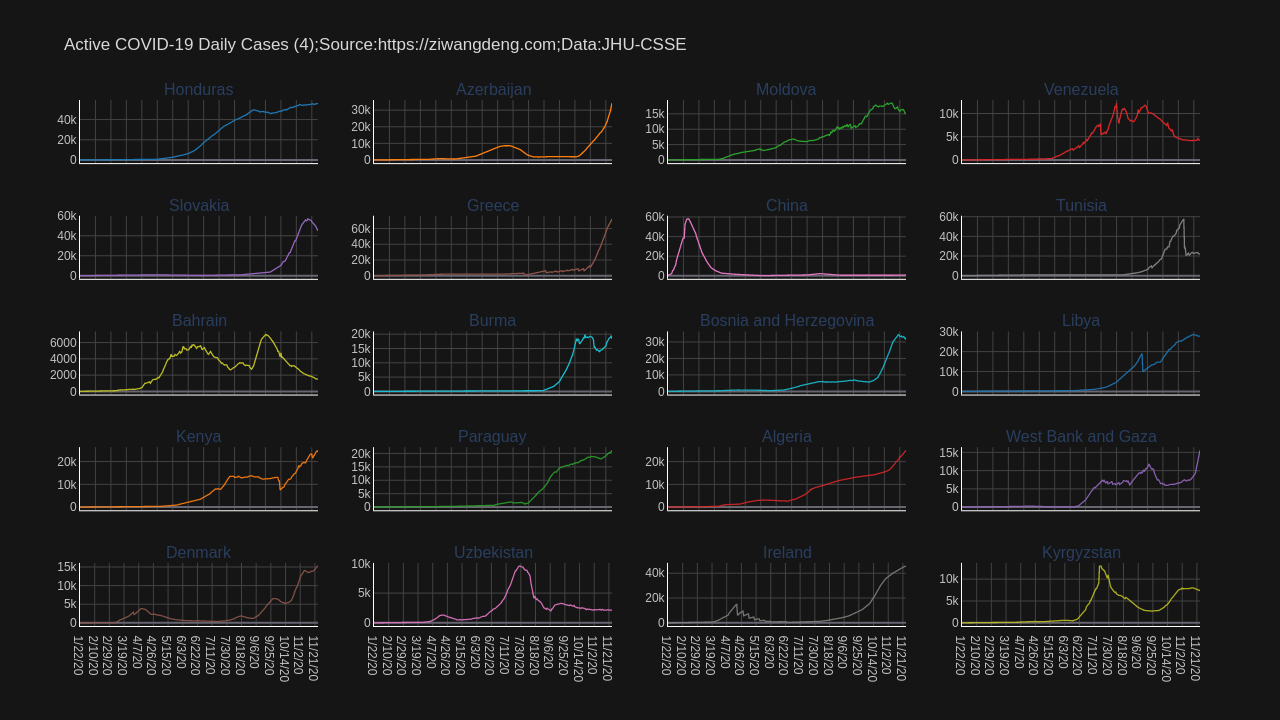 Active COVID-19 Daily Cases (4);Source:https://ziwangdeng.com;Data:JHU-CSSE
Honduras Azerbaijan Moldova Venezuela
40k 20k 0
30k 20k 10k 0
15k 10k 5k 0
10k 5k 0
Slovakia Greece China Tunisia
60k 40k 20k 0
60k 40k 20k 0
60k 40k 20k 0
60k 40k 20k 0
Bahrain Burma Bosnia and Herzegovina Libya
6000 4000 2000 0
20k 15k 10k 5k 0
30k 20k 10k 0
30k 20k 10k 0
Kenya Paraguay Algeria West Bank and Gaza
20k 10k 0
20k 15k 10k 5k 0
20k 10k 0
15k 10k 5k 0
Denmark Uzbekistan Ireland Kyrgyzstan
15k 10k 5k 0
10k 5k 0
40k 20k 0
10k 5k 0
1/22/20 2/10/20 2/29/20 3/19/20 4/7/20 4/26/20 5/15/20 6/3/20 6/22/20 7/11/20 7/30/20 8/18/20 9/6/20 9/25/20 10/14/20 11/2/20 11/21/20
1/22/20 2/10/20 2/29/20 3/19/20 4/7/20 4/26/20 5/15/20 6/3/20 6/22/20 7/11/20 7/30/20 8/18/20 9/6/20 9/25/20 10/14/20 11/2/20 11/21/20
1/22/20 2/10/20 2/29/20 3/19/20 4/7/20 4/26/20 5/15/20 6/3/20 6/22/20 7/11/20 7/30/20 8/18/20 9/6/20 9/25/20 10/14/20 11/2/20 11/21/20
1/22/20 2/10/20 2/29/20 3/19/20 4/7/20 4/26/20 5/15/20 6/3/20 6/22/20 7/11/20 7/30/20 8/18/20 9/6/20 9/25/20 10/14/20 11/2/20 11/21/20